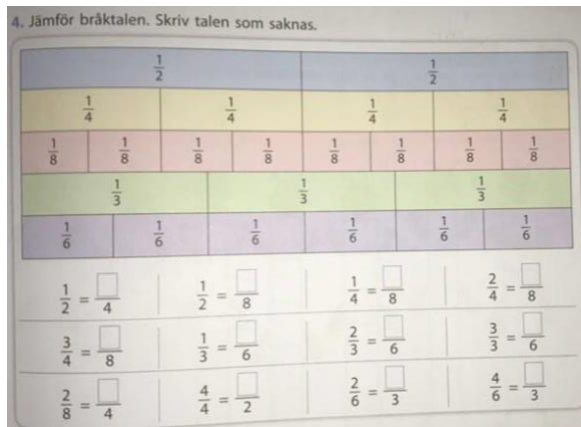 4. Jämför bråktalen. Skriv talen som saknas.
1/2 1/2
1/4 1/4 1/4 1/4
1/8 1/8 1/8 1/8 1/8 1/8 1/8 1/8
1/3 1/3 1/3
1/6 1/6 1/6 1/6 1/6 1/6
1/2 = □/4 1/2 = □/8 1/4 = □/8 2/4 = □/8
3/4 = □/8 1/3 = □/6 2/3 = □/6 3/3 = □/6
2/8 = □/4 4/4 = □/2 2/6 = □/3 4/6 = □/3